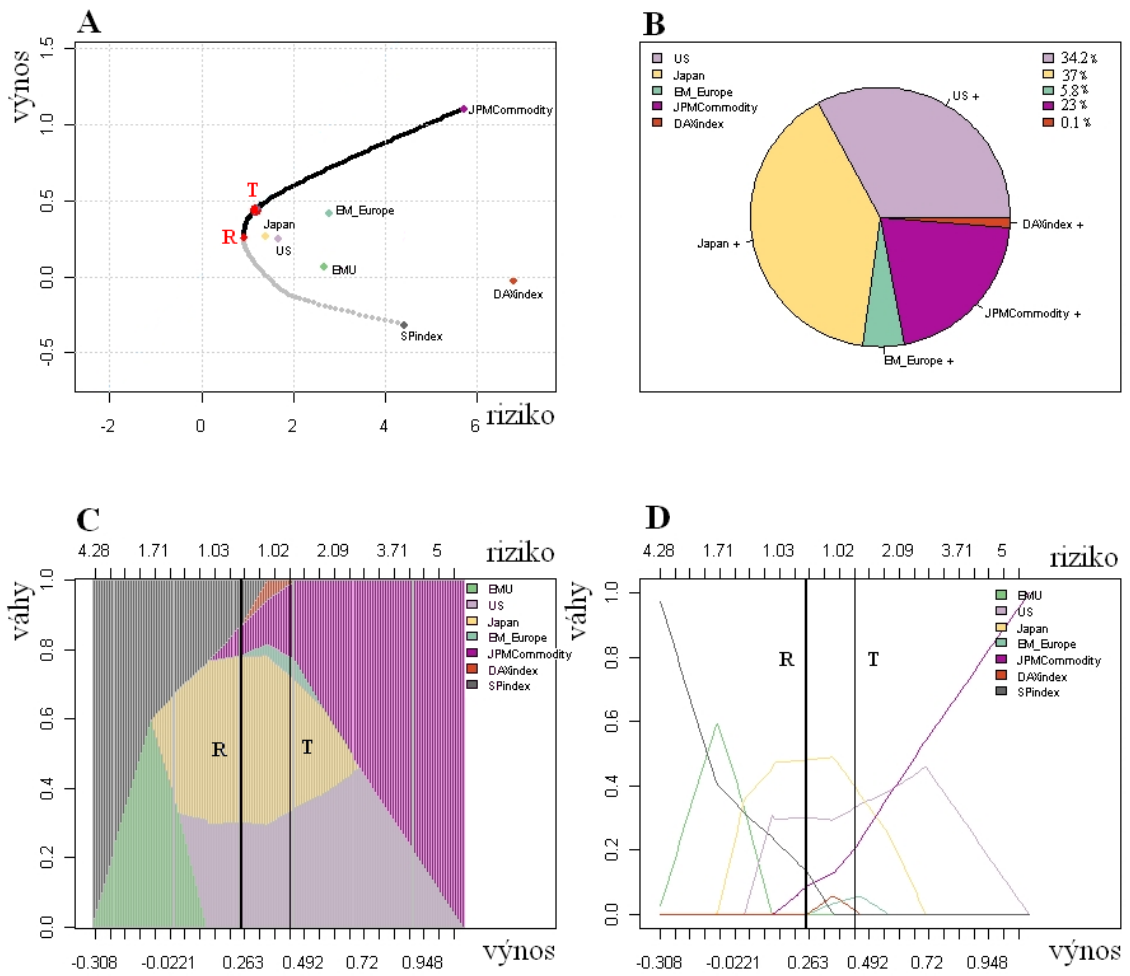 A
výnos
1.5
1.0
0.5
0.0
-0.5
JPMCommodity
T
EM_Europe
Japan
R
US
EMU
DAXindex
SPindex
-2
0
2
4
6
riziko
B
US
Japan
EM_Europe
JPMCommodity
DAXindex
34.2 %
37 %
5.8 %
23 %
0.1 %
US +
Japan +
DAXindex +
JPMCommodity +
EM_Europe +
C
4.28 1.71 1.03 1.02 2.09 3.71 5
riziko
váhy
1.0
0.8
0.6
0.4
0.2
0.0
EMU
US
Japan
EM_Europe
JPMCommodity
DAXindex
SPindex
R
T
-0.308 -0.0221 0.263 0.492 0.72 0.948
výnos
D
4.28 1.71 1.03 1.02 2.09 3.71 5
riziko
váhy
1.0
0.8
0.6
0.4
0.2
0.0
EMU
US
Japan
EM_Europe
JPMCommodity
DAXindex
SPindex
R
T
-0.308 -0.0221 0.263 0.492 0.72 0.948
výnos